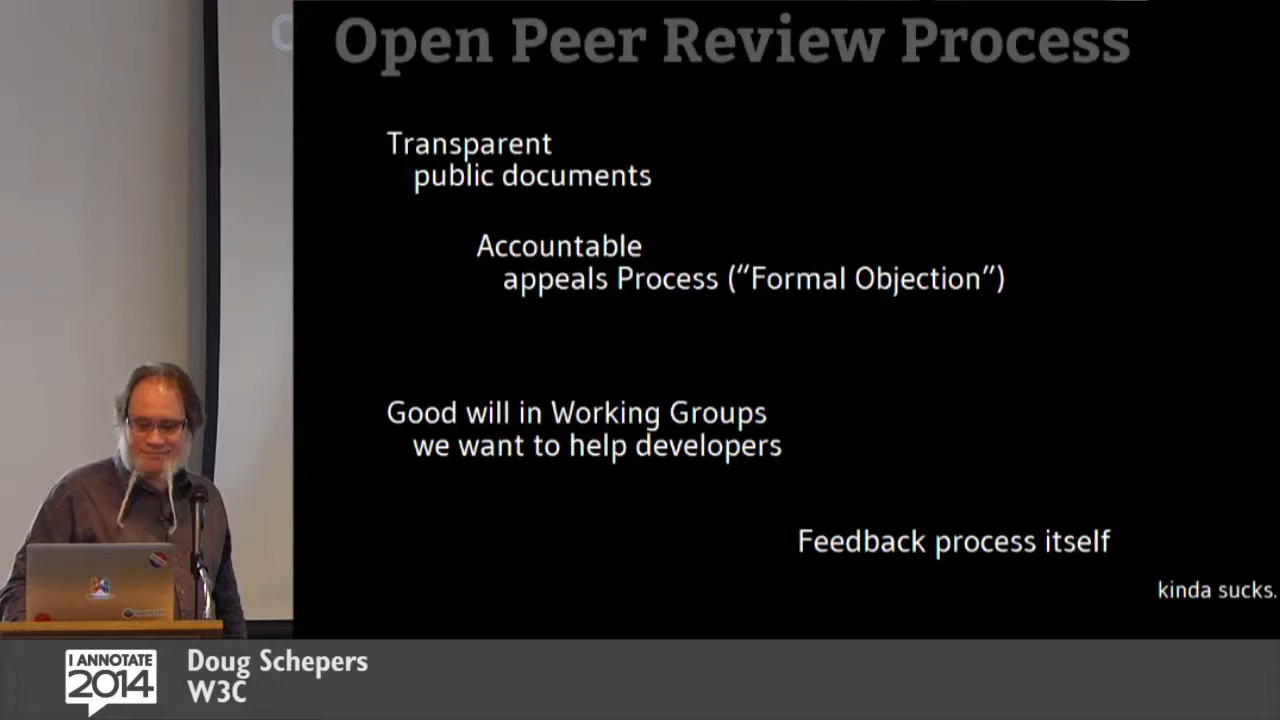 Open Peer Review Process
Transparent
public documents
Accountable
appeals Process (“Formal Objection”)
Good will in Working Groups
we want to help developers
Feedback process itself
kinda sucks.
I ANNOTATE
2014
Doug Schepers
W3C